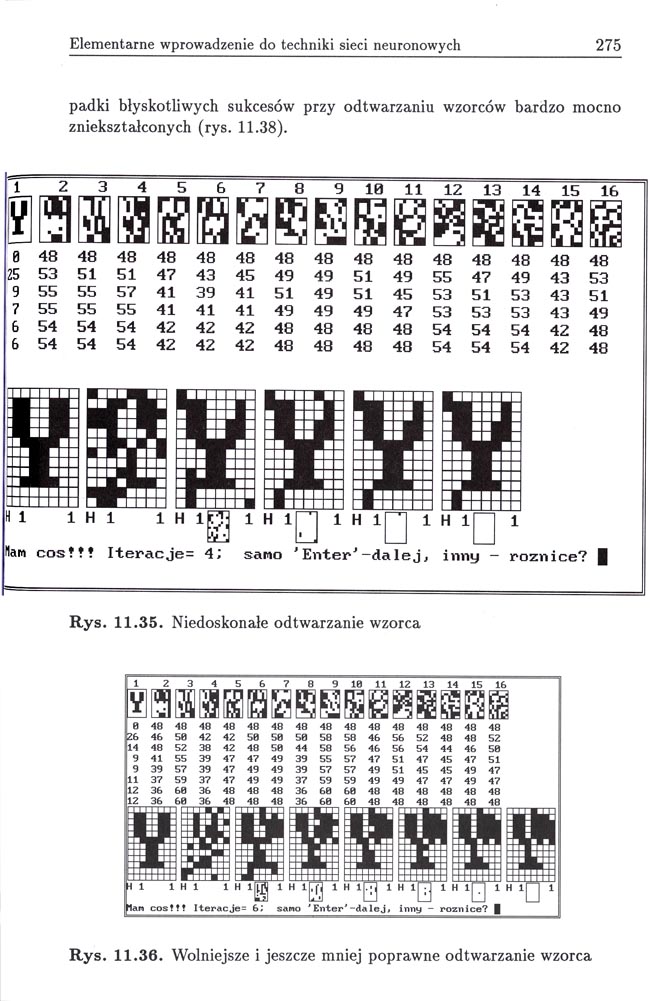 Elementarne wprowadzenie do techniki sieci neuronowych 275
padki błyskotliwych sukcesów przy odtwarzaniu wzorców bardzo mocno
zniekształconych (rys. 11.38).
1 2 3 4 5 6 7 8 9 10 11 12 13 14 15 16
0 48 48 48 48 48 48 48 48 48 48 48 48 48 48 48
25 53 51 51 47 43 45 49 49 51 49 55 47 49 43 53
9 55 55 57 41 39 41 51 49 51 45 53 51 53 43 51
7 55 55 55 41 41 41 49 49 49 47 53 53 53 43 49
6 54 54 54 42 42 42 48 48 48 48 54 54 54 42 48
6 54 54 54 42 42 42 48 48 48 48 54 54 54 42 48
H 1 1 H 1 1 H 1 1 H 1 1 H 1 1 H 1 1
Mam cos!!! Iteracje= 4; samo 'Enter'-dalej, inny - roznice?
Rys. 11.35. Niedoskonałe odtwarzanie wzorca
1 2 3 4 5 6 7 8 9 10 11 12 13 14 15 16
0 48 48 48 48 48 48 48 48 48 48 48 48 48 48 48
26 46 50 42 42 50 50 50 58 58 46 56 52 48 48 52
14 48 52 38 42 48 50 44 58 56 46 56 54 44 46 50
9 41 55 39 47 47 49 39 55 57 47 51 47 45 47 51
9 39 57 39 47 49 49 39 57 57 49 51 45 45 49 47
11 37 59 37 47 49 49 37 59 59 49 49 47 47 49 47
12 36 60 36 48 48 48 36 60 60 48 48 48 48 48 48
12 36 60 36 48 48 48 36 60 60 48 48 48 48 48 48
H 1 1 H 1 1 H 1 1 H 1 1 H 1 1 H 1 1 H 1 1 H 1 1
Mam cos!!! Iteracje= 6; samo 'Enter'-dalej, inny - roznice?
Rys. 11.36. Wolniejsze i jeszcze mniej poprawne odtwarzanie wzorca